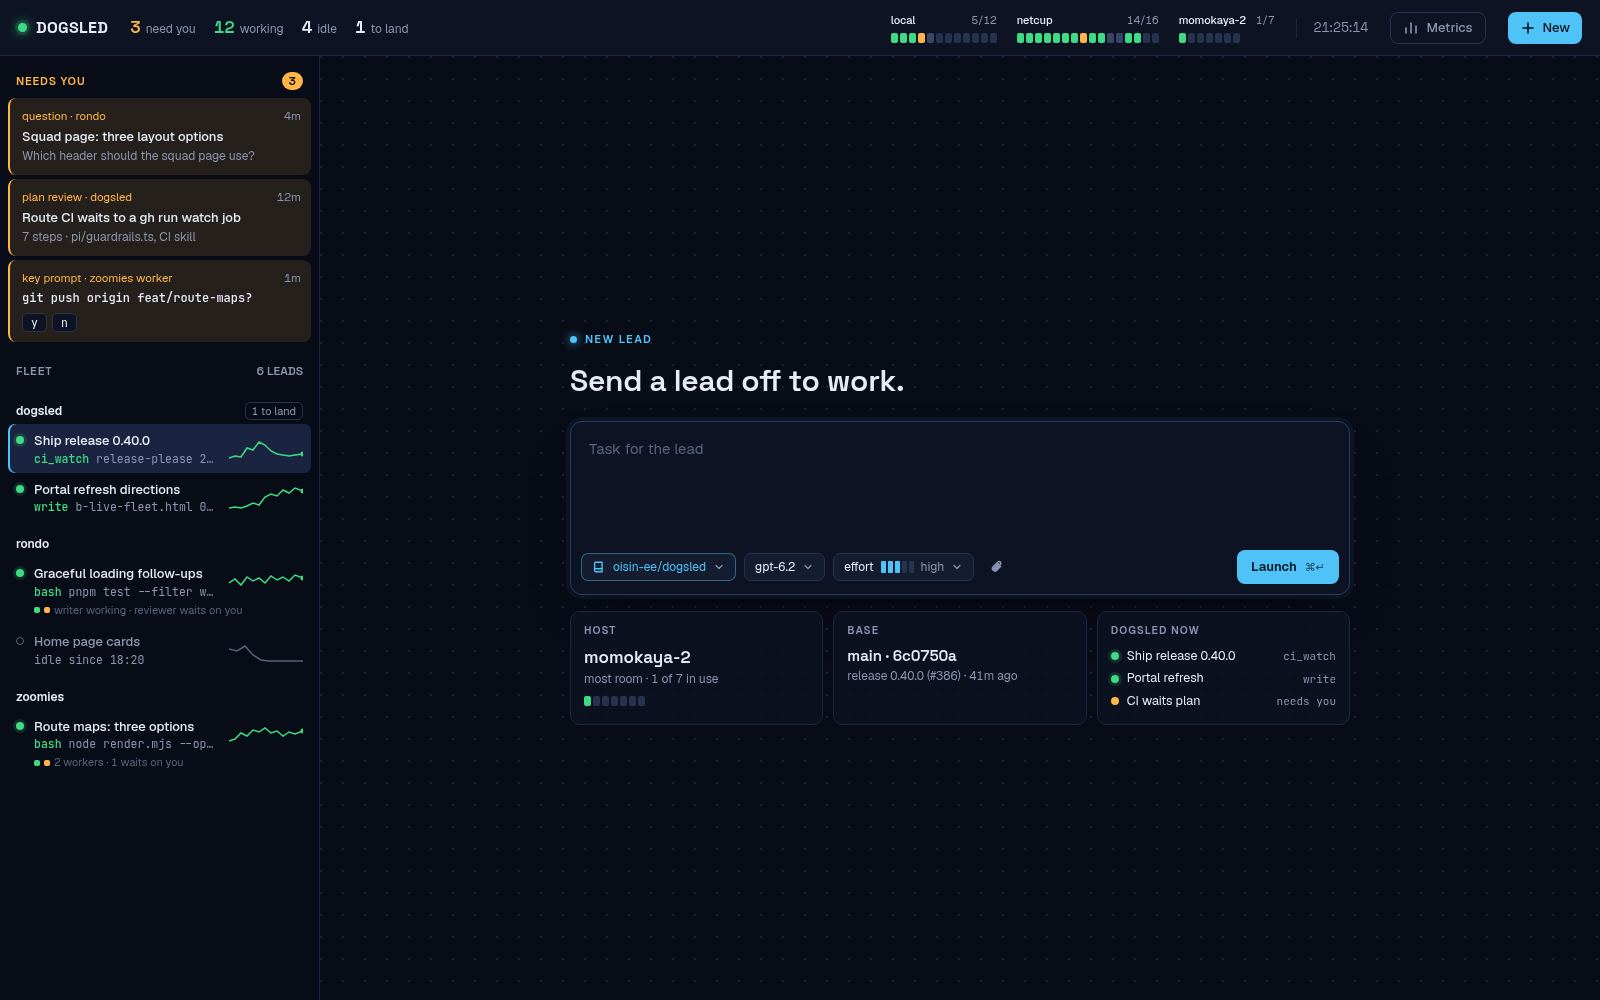 DOGSLED
3 need you
12 working
4 idle
1 to land
local 5/12
netcup 14/16
momokaya-2 1/7
21:25:14
Metrics
New
NEEDS YOU 3
question · rondo 4m
Squad page: three layout options
Which header should the squad page use?
plan review · dogsled 12m
Route CI waits to a gh run watch job
7 steps · pi/guardrails.ts, CI skill
key prompt · zoomies worker 1m
git push origin feat/route-maps?
y n
FLEET 6 LEADS
dogsled 1 to land
Ship release 0.40.0
ci_watch release-please 2…
Portal refresh directions
write b-live-fleet.html 0…
rondo
Graceful loading follow-ups
bash pnpm test --filter w…
writer working · reviewer waits on you
Home page cards
idle since 18:20
zoomies
Route maps: three options
bash node render.mjs --op…
2 workers · 1 waits on you
NEW LEAD
Send a lead off to work.
Task for the lead
oisin-ee/dogsled
gpt-6.2
effort high
Launch ⌘↵
HOST
momokaya-2
most room · 1 of 7 in use
BASE
main · 6c0750a
release 0.40.0 (#386) · 41m ago
DOGSLED NOW
Ship release 0.40.0 ci_watch
Portal refresh write
CI waits plan needs you